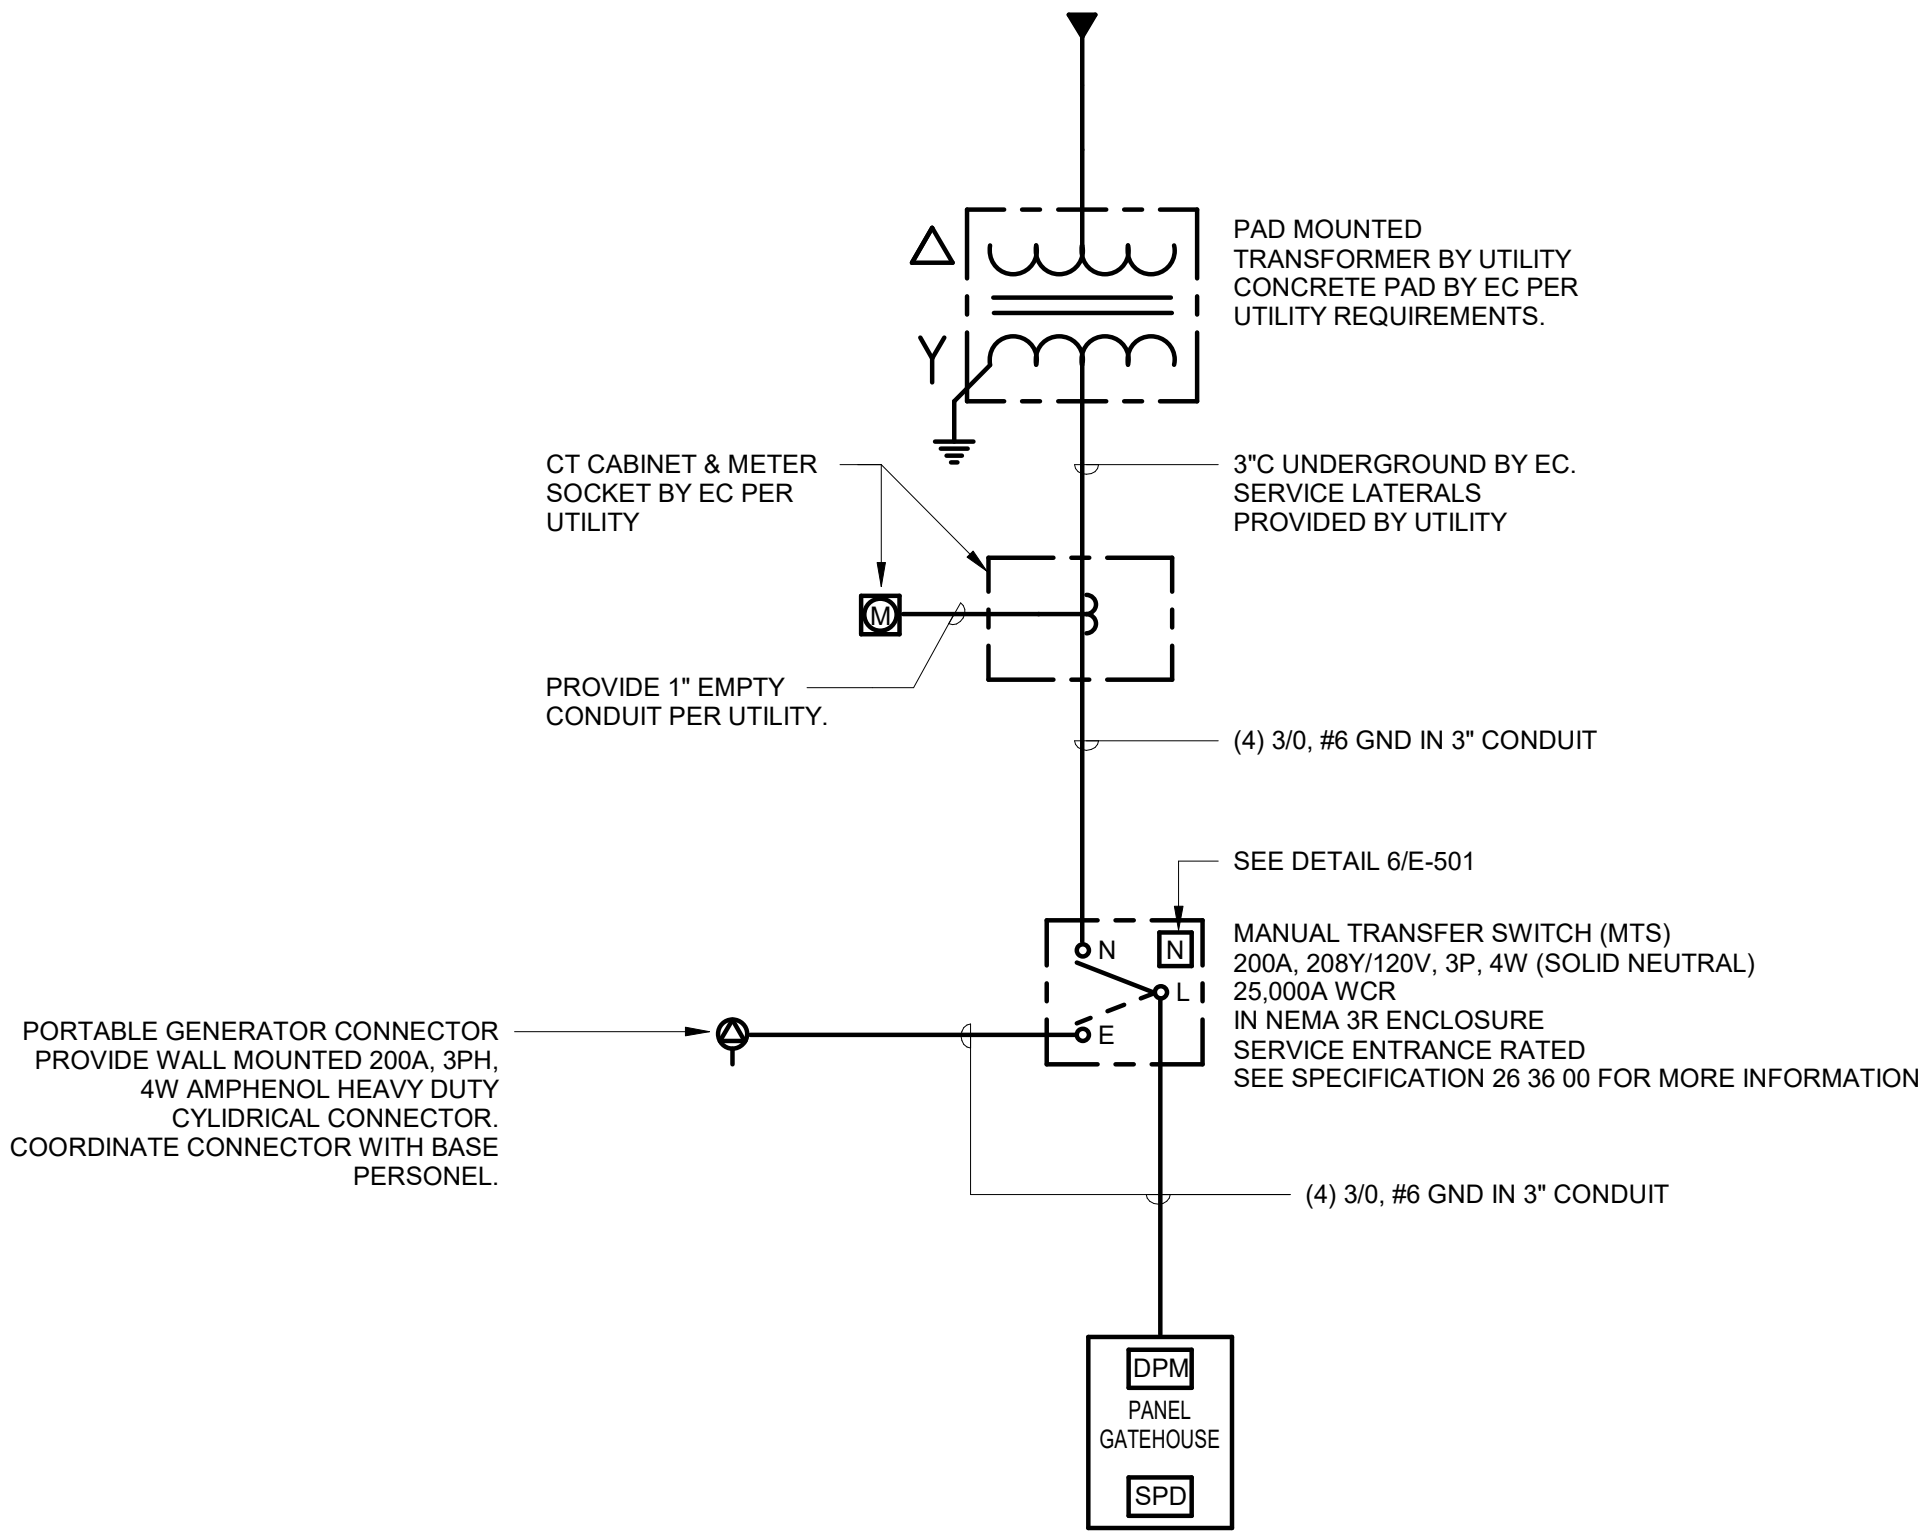 PAD MOUNTED
TRANSFORMER BY UTILITY
CONCRETE PAD BY EC PER
UTILITY REQUIREMENTS.
CT CABINET & METER
SOCKET BY EC PER
UTILITY
3"C UNDERGROUND BY EC.
SERVICE LATERALS
PROVIDED BY UTILITY
M
PROVIDE 1" EMPTY
CONDUIT PER UTILITY.
(4) 3/0, #6 GND IN 3" CONDUIT
SEE DETAIL 6/E-501
N
N
L
E
MANUAL TRANSFER SWITCH (MTS)
200A, 208Y/120V, 3P, 4W (SOLID NEUTRAL)
25,000A WCR
IN NEMA 3R ENCLOSURE
SERVICE ENTRANCE RATED
SEE SPECIFICATION 26 36 00 FOR MORE INFORMATION
PORTABLE GENERATOR CONNECTOR
PROVIDE WALL MOUNTED 200A, 3PH,
4W AMPHENOL HEAVY DUTY
CYLIDRICAL CONNECTOR.
COORDINATE CONNECTOR WITH BASE
PERSONEL.
(4) 3/0, #6 GND IN 3" CONDUIT
DPM
PANEL
GATEHOUSE
SPD